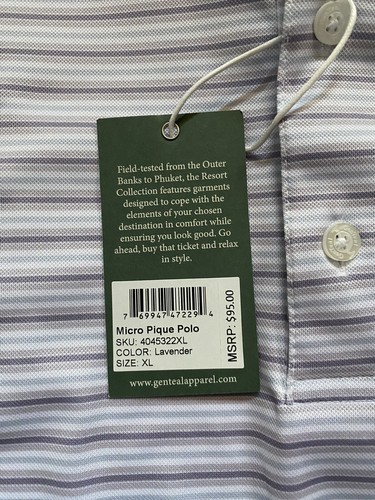 Field-tested from the Outer
Banks to Phuket, the Resort
Collection features garments
designed to cope with the
elements of your chosen
destination in comfort while
ensuring you look good. Go
ahead, buy that ticket and relax
in style.
7 69947 47229 4
Micro Pique Polo
SKU: 4045322XL
COLOR: Lavender
SIZE: XL
MSRP: $95.00
www.gentealapparel.com